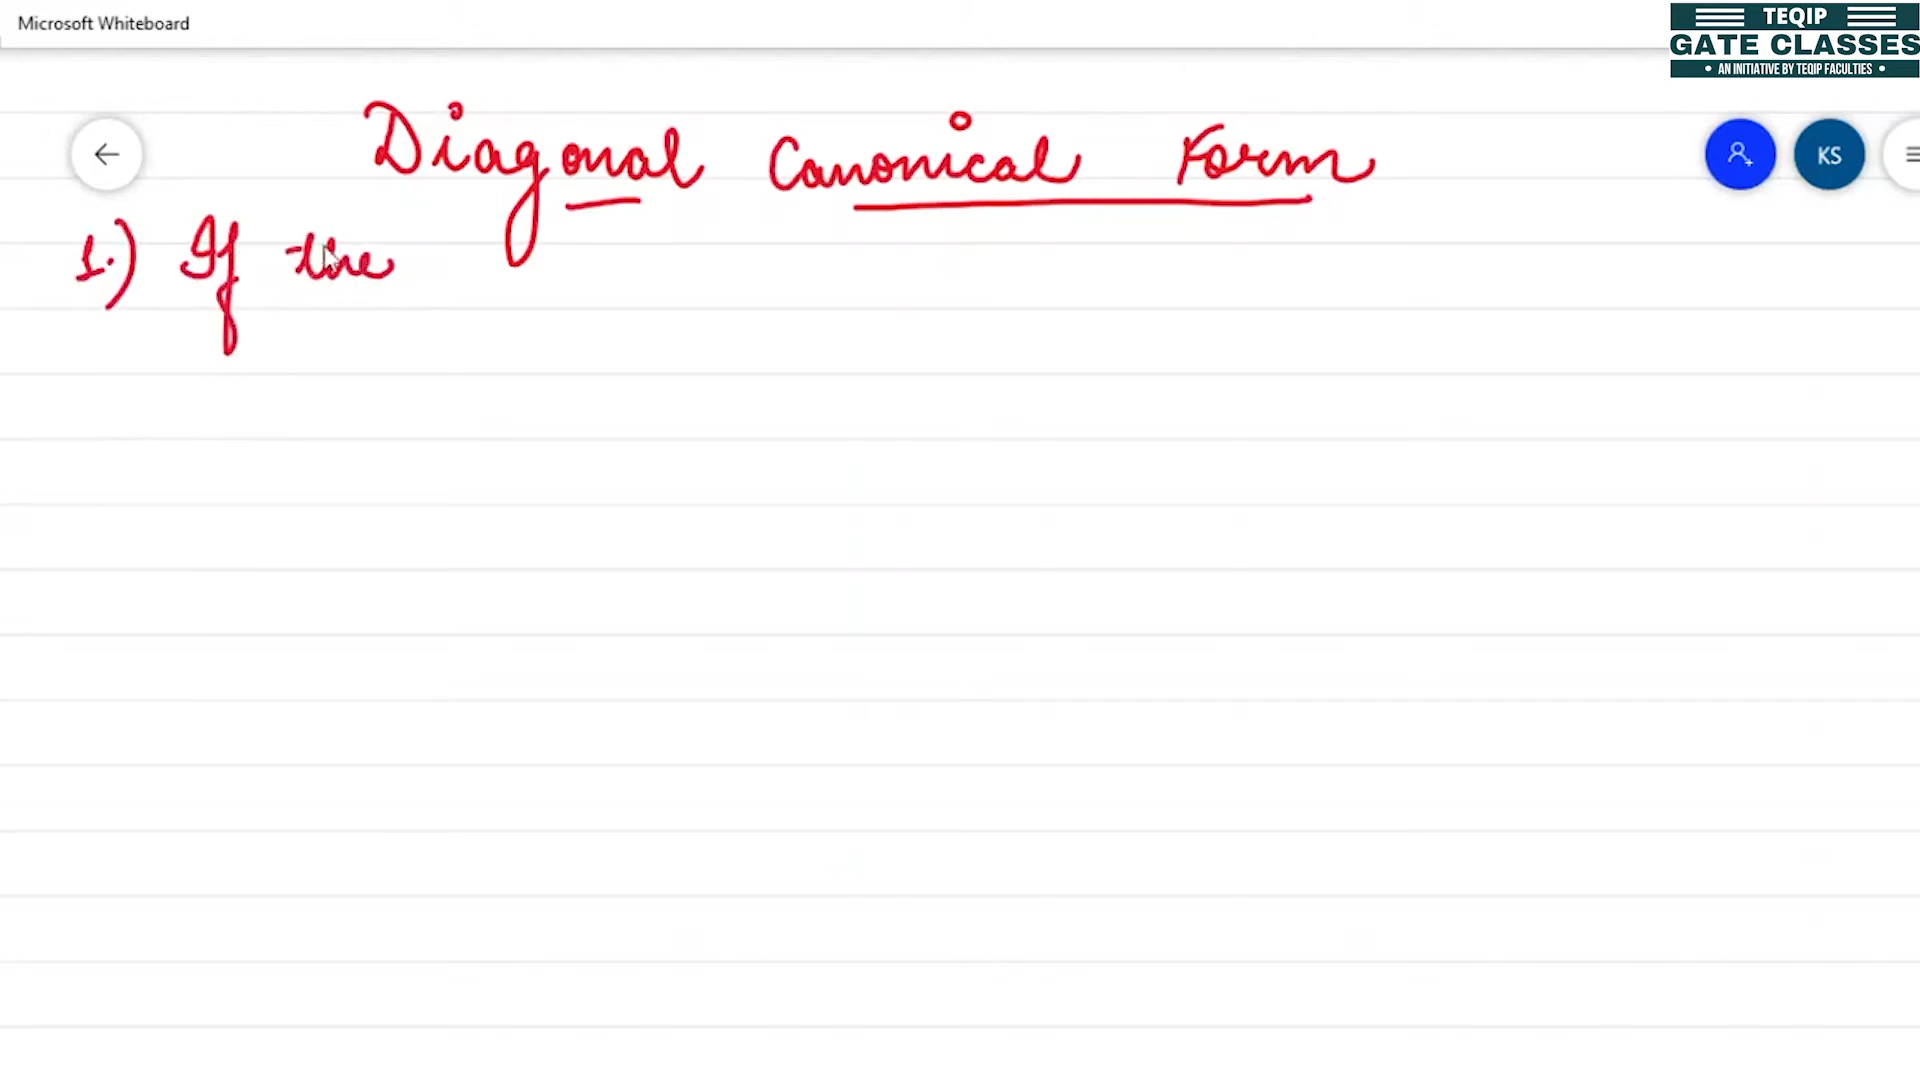 Microsoft Whiteboard
TEQIP
GATE CLASSES
• AN INITIATIVE BY TEQIP FACULTIES •
Diagonal Canonical Form
KS
1.) If the